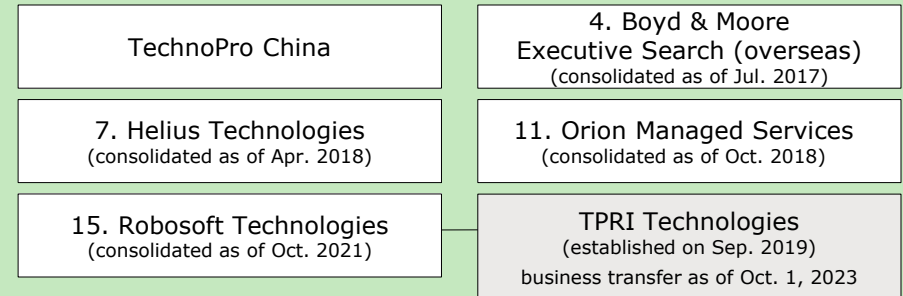 TechnoPro China
4. Boyd & Moore
Executive Search (overseas)
(consolidated as of Jul. 2017)
7. Helius Technologies
(consolidated as of Apr. 2018)
11. Orion Managed Services
(consolidated as of Oct. 2018)
15. Robosoft Technologies
(consolidated as of Oct. 2021)
TPRI Technologies
(established on Sep. 2019)
business transfer as of Oct. 1, 2023